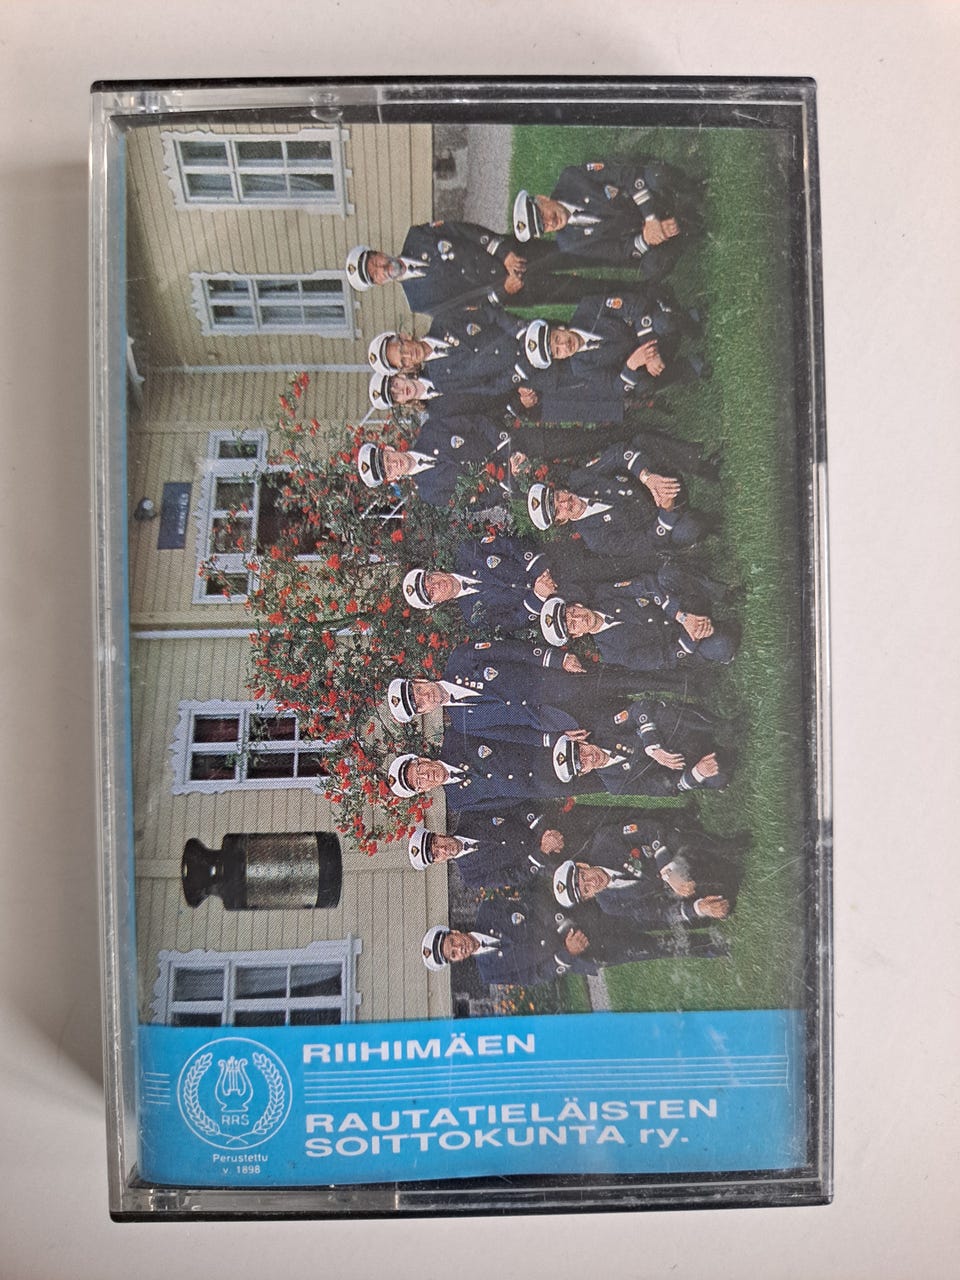 RIIHIMÄEN
RAUTATIELÄISTEN
SOITTOKUNTA ry.
RRS
Perustettu
v. 1898